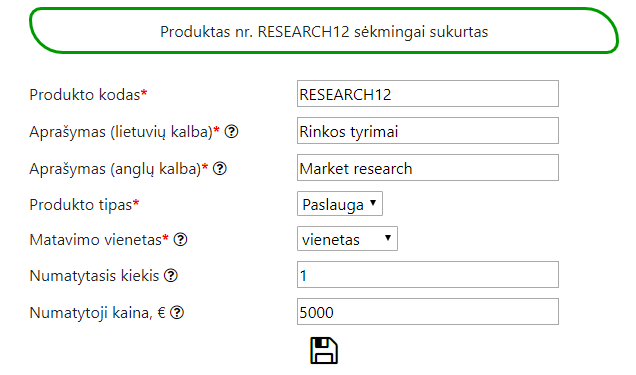 Produktas nr. RESEARCH12 sėkmingai sukurtas
Produkto kodas* RESEARCH12
Aprašymas (lietuvių kalba)* ? Rinkos tyrimai
Aprašymas (anglų kalba)* ? Market research
Produkto tipas* Paslauga
Matavimo vienetas* ? vienetas
Numatytasis kiekis ? 1
Numatytoji kaina, € ? 5000